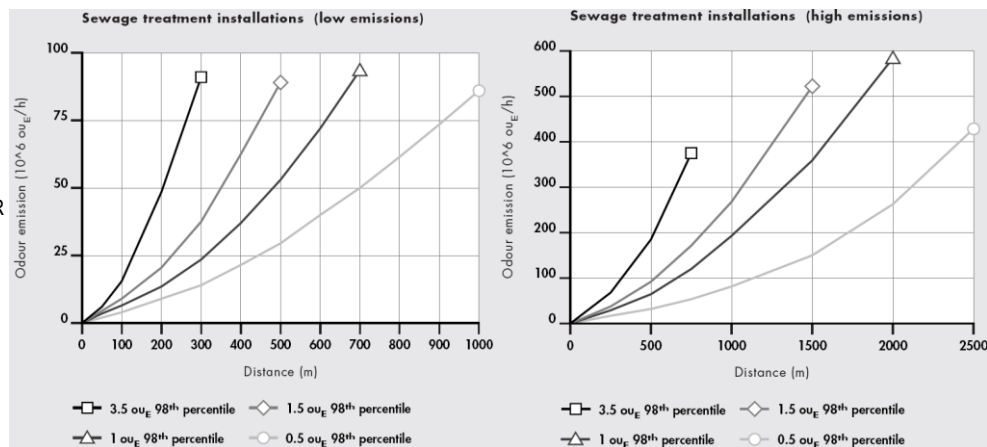 Sewage treatment installations (low emissions)
100
75
50
25
0
Odour emission (10^6 ouE/h)
0 100 200 300 400 500 600 700 800 900 1000
Distance (m)
3.5 ouE 98th percentile
1.5 ouE 98th percentile
1 ouE 98th percentile
0.5 ouE 98th percentile
Sewage treatment installations (high emissions)
600
500
400
300
200
100
0
Odour emission (10^6 ouE/h)
0 500 1000 1500 2000 2500
Distance (m)
3.5 ouE 98th percentile
1.5 ouE 98th percentile
1 ouE 98th percentile
0.5 ouE 98th percentile